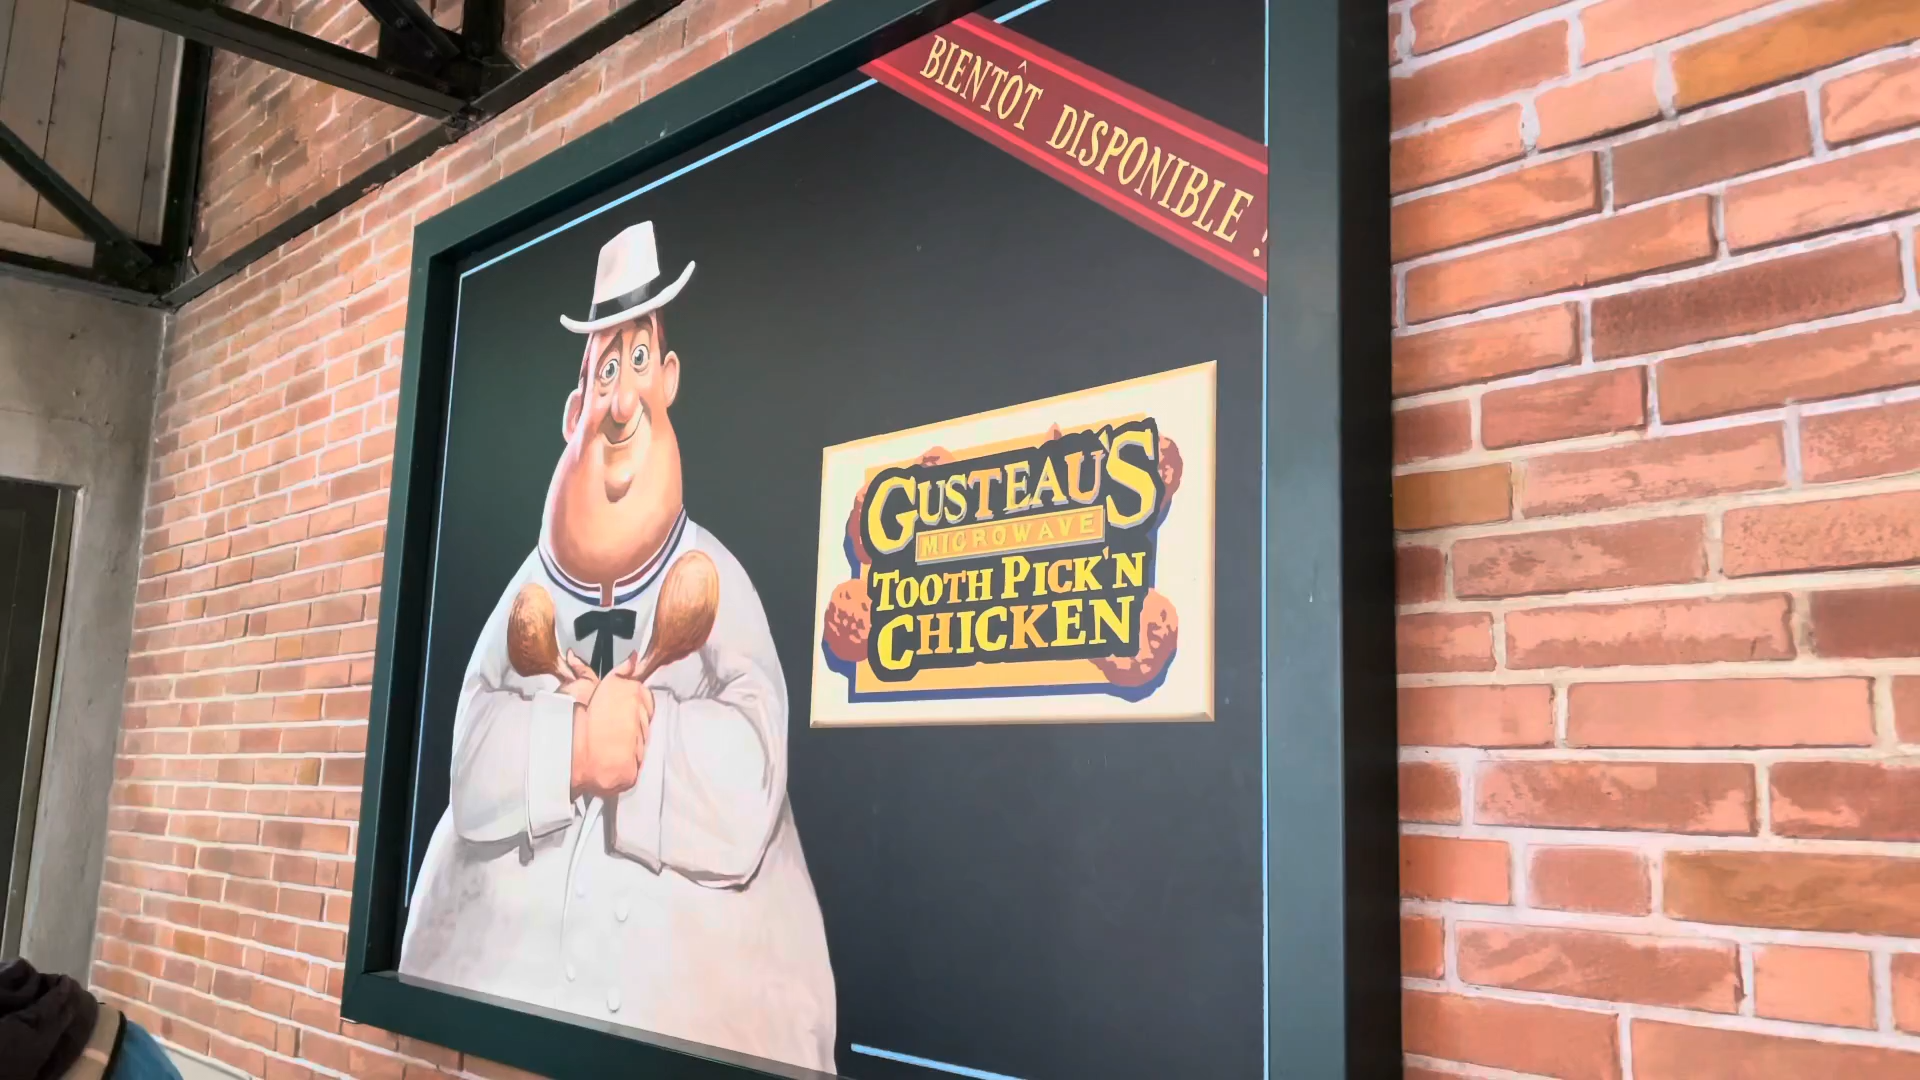 BIENTÔT DISPONIBLE !
GUSTEAU'S
MICROWAVE
TOOTH PICK'N
CHICKEN